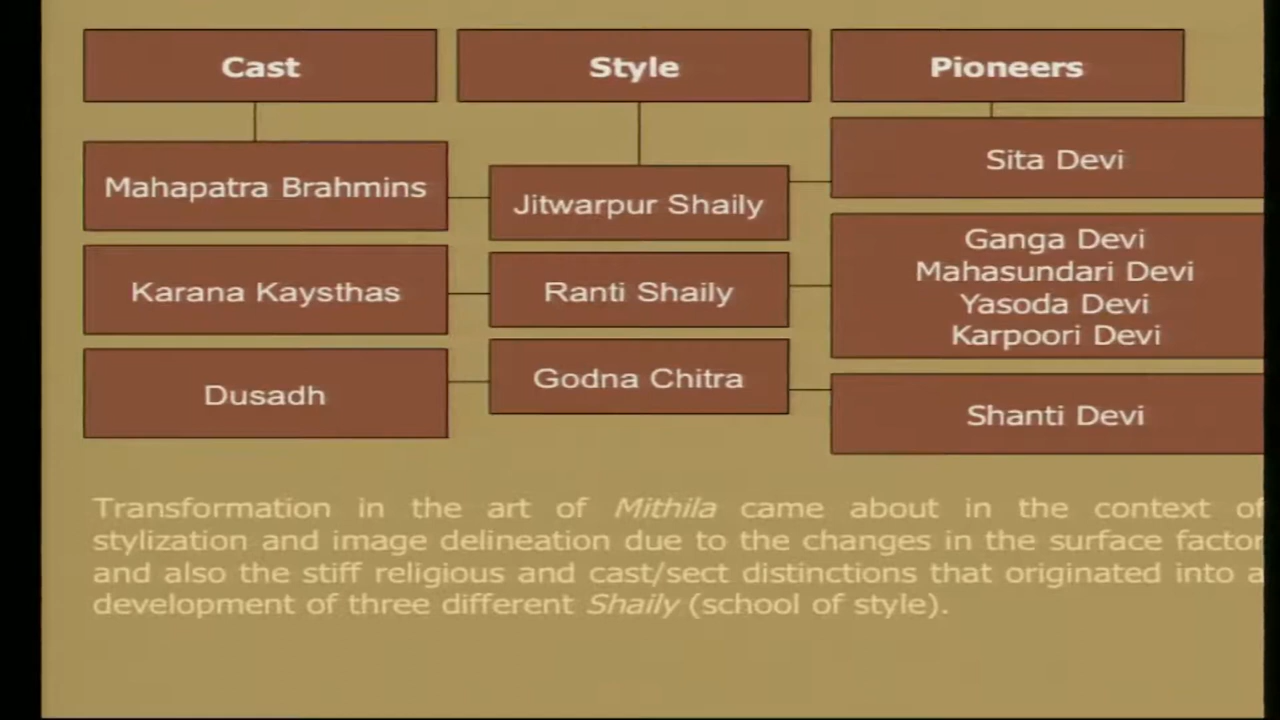 Cast
Style
Pioneers
Mahapatra Brahmins
Jitwarpur Shaily
Sita Devi
Karana Kaysthas
Ranti Shaily
Ganga Devi
Mahasundari Devi
Yasoda Devi
Karpoori Devi
Dusadh
Godna Chitra
Shanti Devi
Transformation in the art of Mithila came about in the context of
stylization and image delineation due to the changes in the surface factor
and also the stiff religious and cast/sect distinctions that originated into a
development of three different Shaily (school of style).